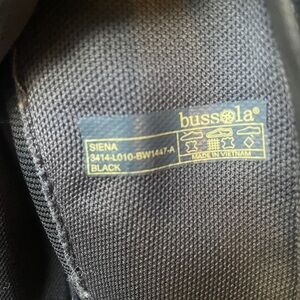 bussola®
SIENA
3414-L010-BW1447-A
BLACK
MADE IN VIETNAM